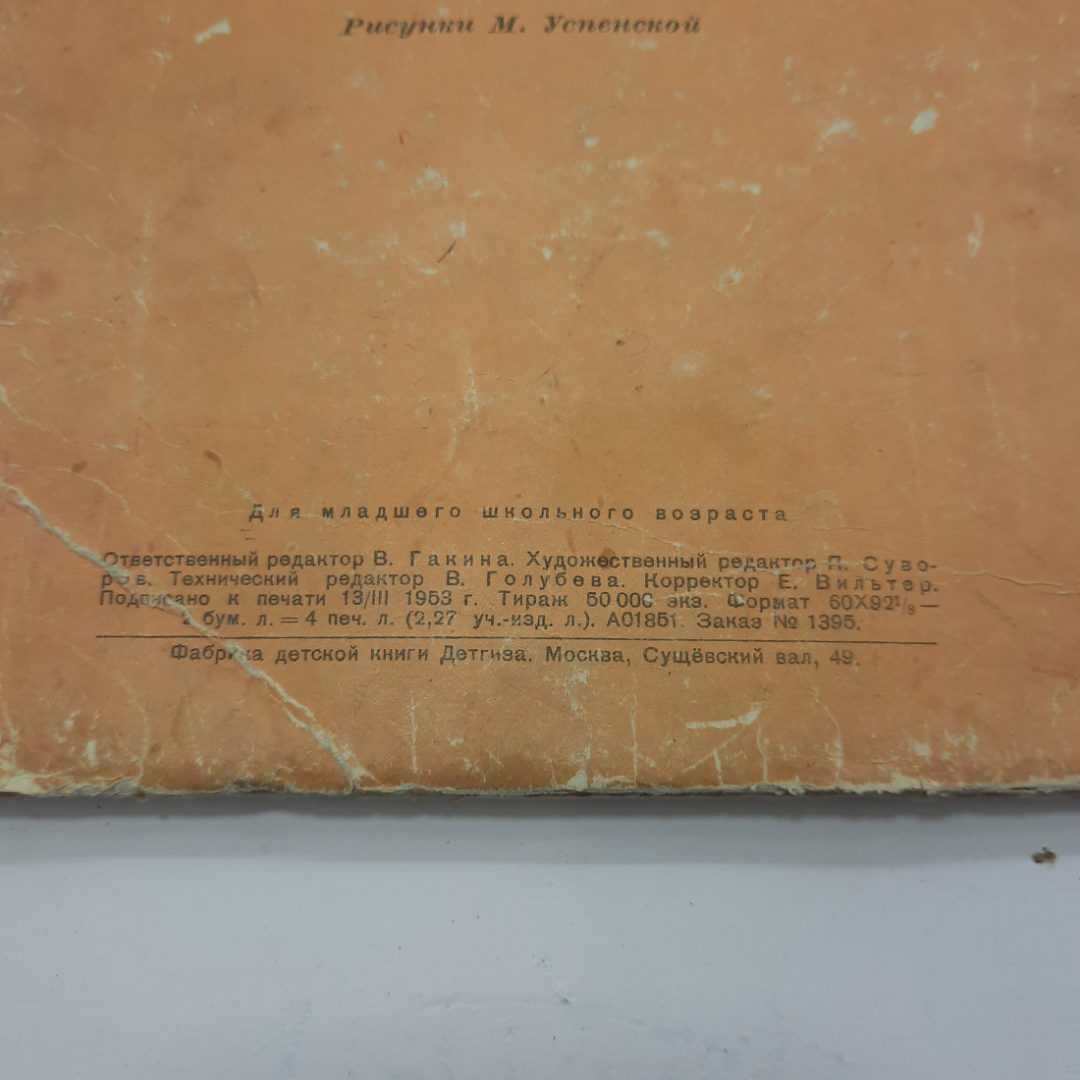 Рисунки М. Успенской
Для младшего школьного возраста
Ответственный редактор В. Гакина. Художественный редактор П. Суво-
ров. Технический редактор В. Голубева. Корректор Е. Вильтер.
Подписано к печати 13/III 1953 г. Тираж 50 000 экз. Формат 60Х92¹/₈—
2 бум. л. = 4 печ. л. (2,27 уч.-изд. л.). А01851. Заказ № 1395.
Фабрика детской книги Детгиза. Москва, Сущёвский вал, 49.